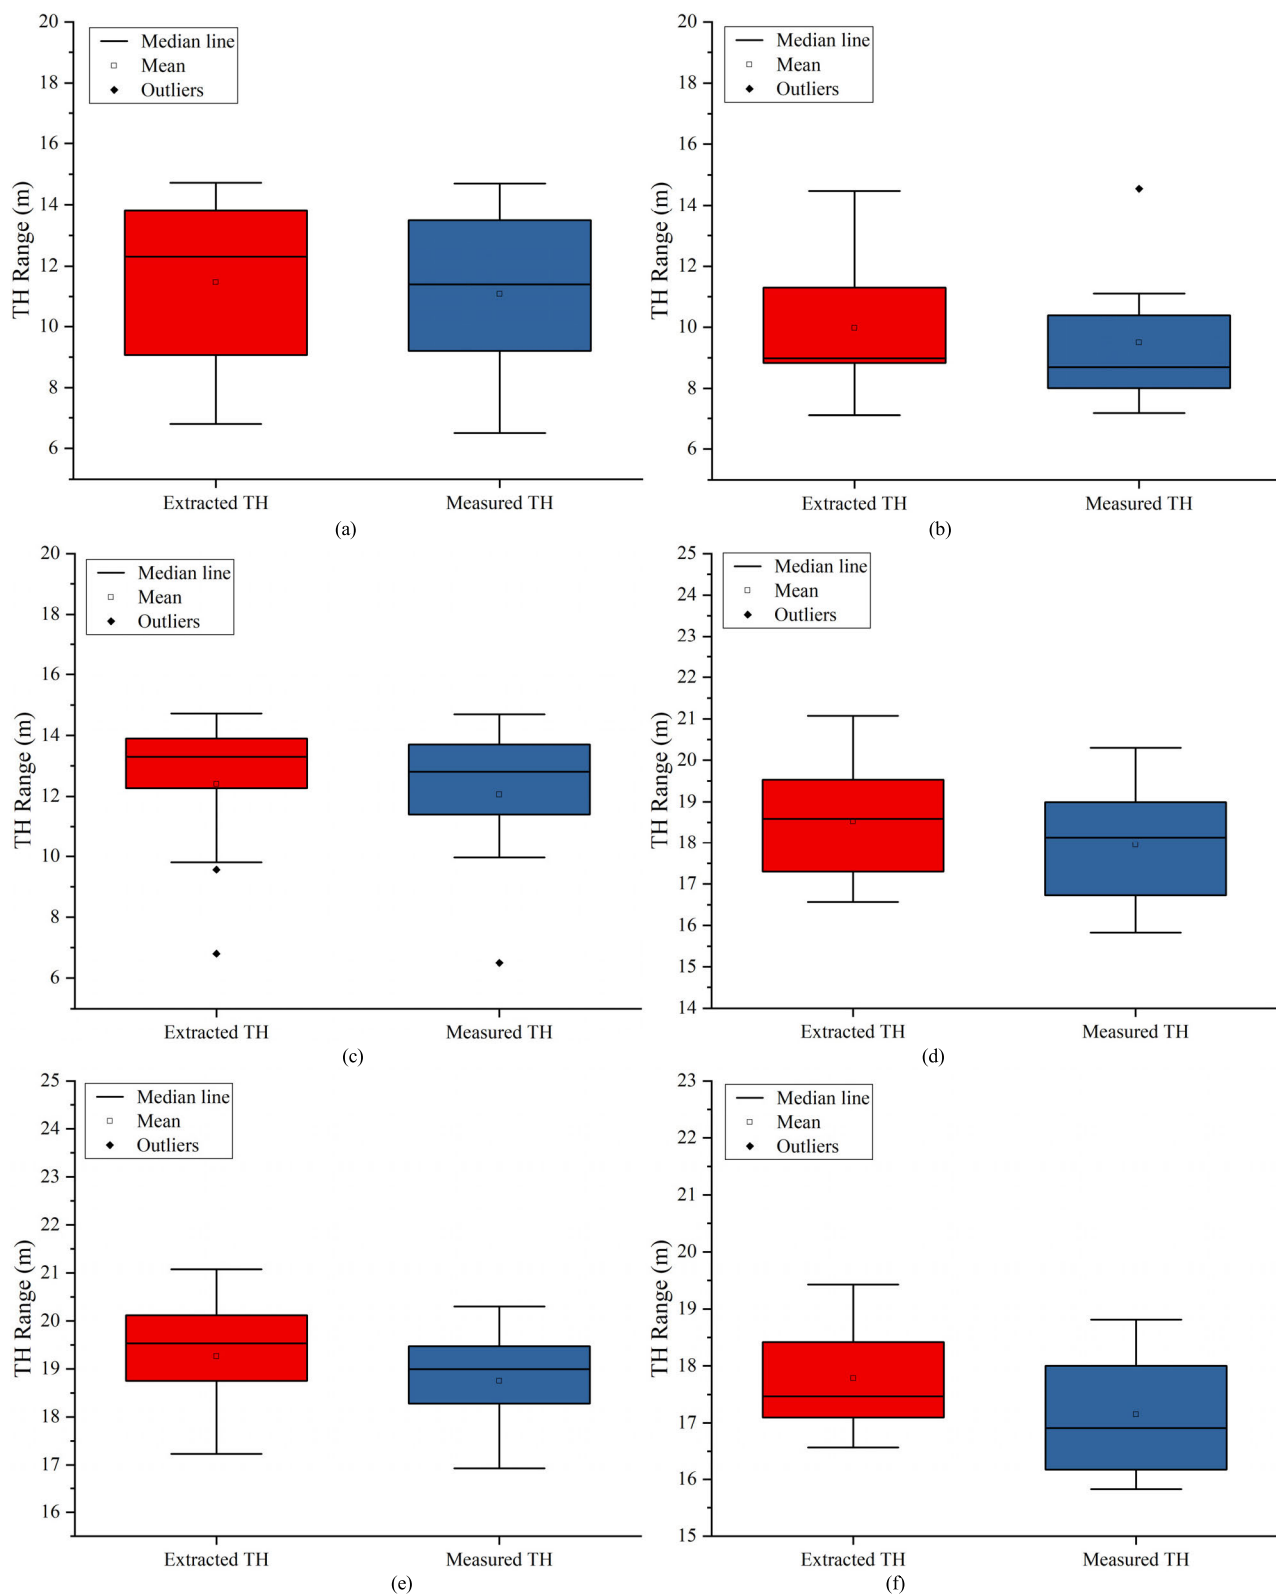 20
18
16
14
12
10
8
6
TH Range (m)
Median line
Mean
Outliers
Extracted TH
Measured TH
(a)
20
18
16
14
12
10
8
6
TH Range (m)
Median line
Mean
Outliers
Extracted TH
Measured TH
(b)
20
18
16
14
12
10
8
6
TH Range (m)
Median line
Mean
Outliers
Extracted TH
Measured TH
(c)
25
24
23
22
21
20
19
18
17
16
15
14
TH Range (m)
Median line
Mean
Outliers
Extracted TH
Measured TH
(d)
25
24
23
22
21
20
19
18
17
16
TH Range (m)
Median line
Mean
Outliers
Extracted TH
Measured TH
(e)
23
22
21
20
19
18
17
16
15
TH Range (m)
Median line
Mean
Outliers
Extracted TH
Measured TH
(f)